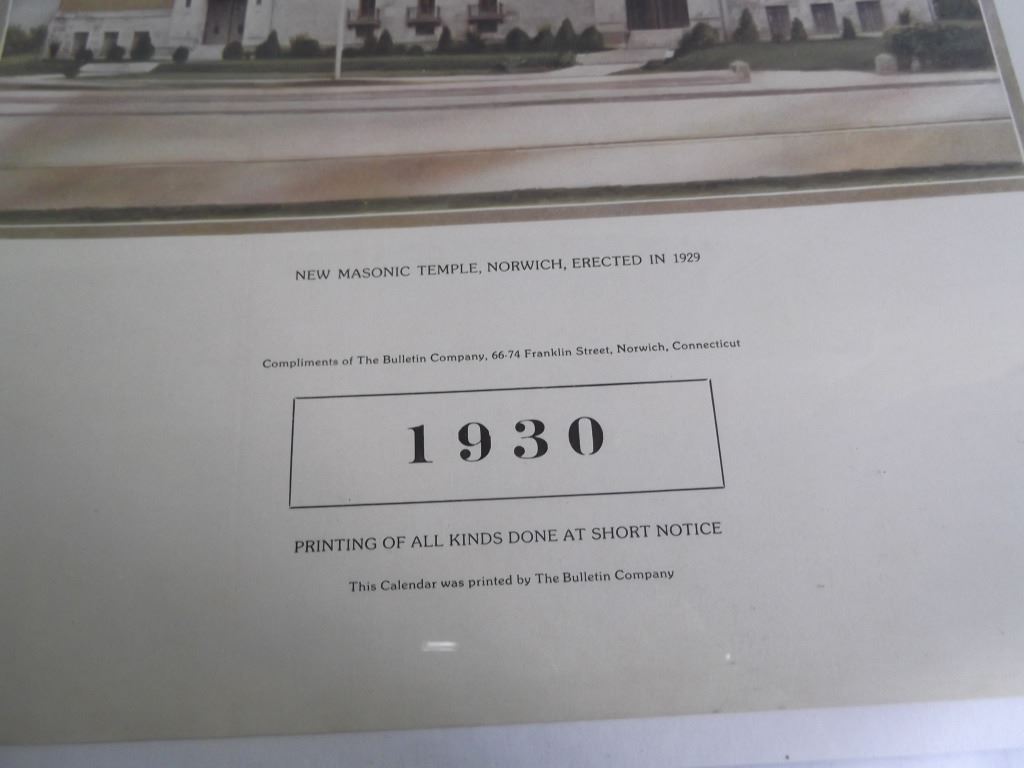 NEW MASONIC TEMPLE, NORWICH, ERECTED IN 1929
Compliments of The Bulletin Company, 66-74 Franklin Street, Norwich, Connecticut
1930
PRINTING OF ALL KINDS DONE AT SHORT NOTICE
This Calendar was printed by The Bulletin Company